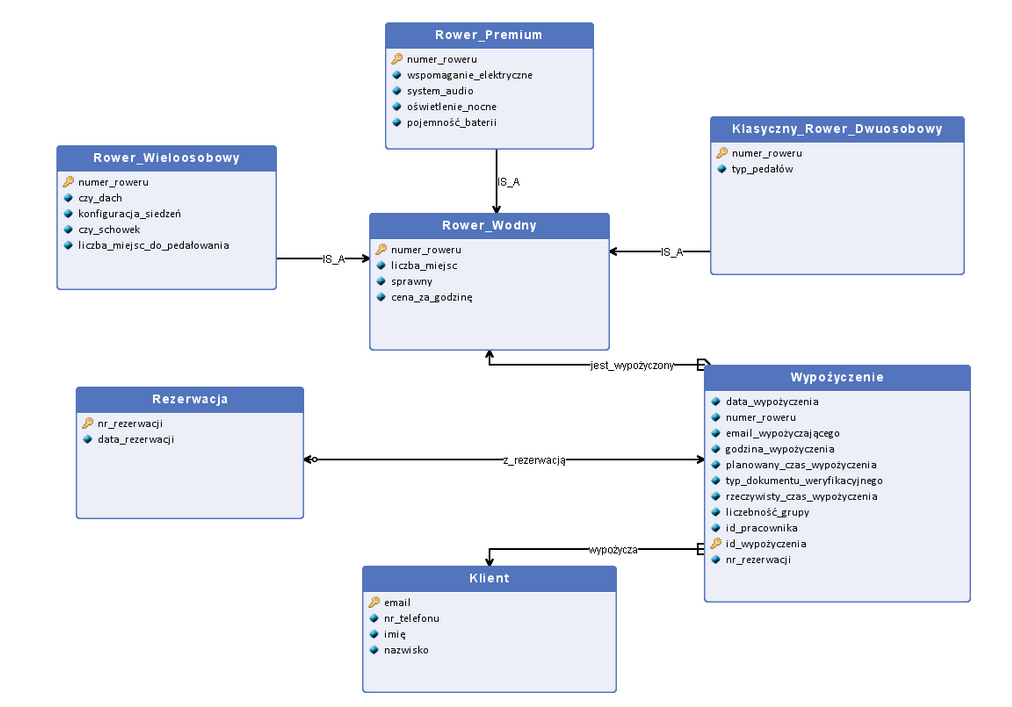 Rower_Premium
numer_roweru
wspomaganie_elektryczne
system_audio
oświetlenie_nocne
pojemność_baterii
Klasyczny_Rower_Dwuosobowy
numer_roweru
typ_pedałów
Rower_Wieloosobowy
numer_roweru
czy_dach
konfiguracja_siedzeń
czy_schowek
liczba_miejsc_do_pedałowania
IS_A
IS_A
IS_A
Rower_Wodny
numer_roweru
liczba_miejsc
sprawny
cena_za_godzinę
jest_wypożyczony
Wypożyczenie
data_wypożyczenia
numer_roweru
email_wypożyczającego
godzina_wypożyczenia
planowany_czas_wypożyczenia
typ_dokumentu_weryfikacyjnego
rzeczywisty_czas_wypożyczenia
liczebność_grupy
id_pracownika
id_wypożyczenia
nr_rezerwacji
Rezerwacja
nr_rezerwacji
data_rezerwacji
z_rezerwacją
wypożycza
Klient
email
nr_telefonu
imię
nazwisko